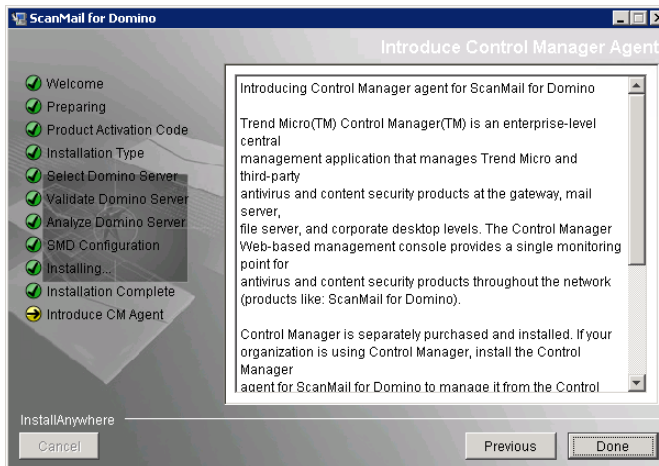 ScanMail for Domino
Introduce Control Manager Agent
Welcome
Preparing
Product Activation Code
Installation Type
Select Domino Server
Validate Domino Server
Analyze Domino Server
SMD Configuration
Installing...
Installation Complete
Introduce CM Agent
Introducing Control Manager agent for ScanMail for Domino
Trend Micro(TM) Control Manager(TM) is an enterprise-level
central
management application that manages Trend Micro and
third-party
antivirus and content security products at the gateway, mail
server,
file server, and corporate desktop levels. The Control Manager
Web-based management console provides a single monitoring
point for
antivirus and content security products throughout the network
(products like: ScanMail for Domino).
Control Manager is separately purchased and installed. If your
organization is using Control Manager, install the Control
Manager
agent for ScanMail for Domino to manage it from the Control
InstallAnywhere
Cancel
Previous
Done